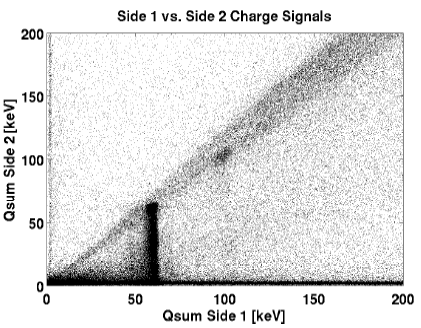 Side 1 vs. Side 2 Charge Signals
200
150
100
50
0
Qsum Side 2 [keV]
0 50 100 150 200
Qsum Side 1 [keV]